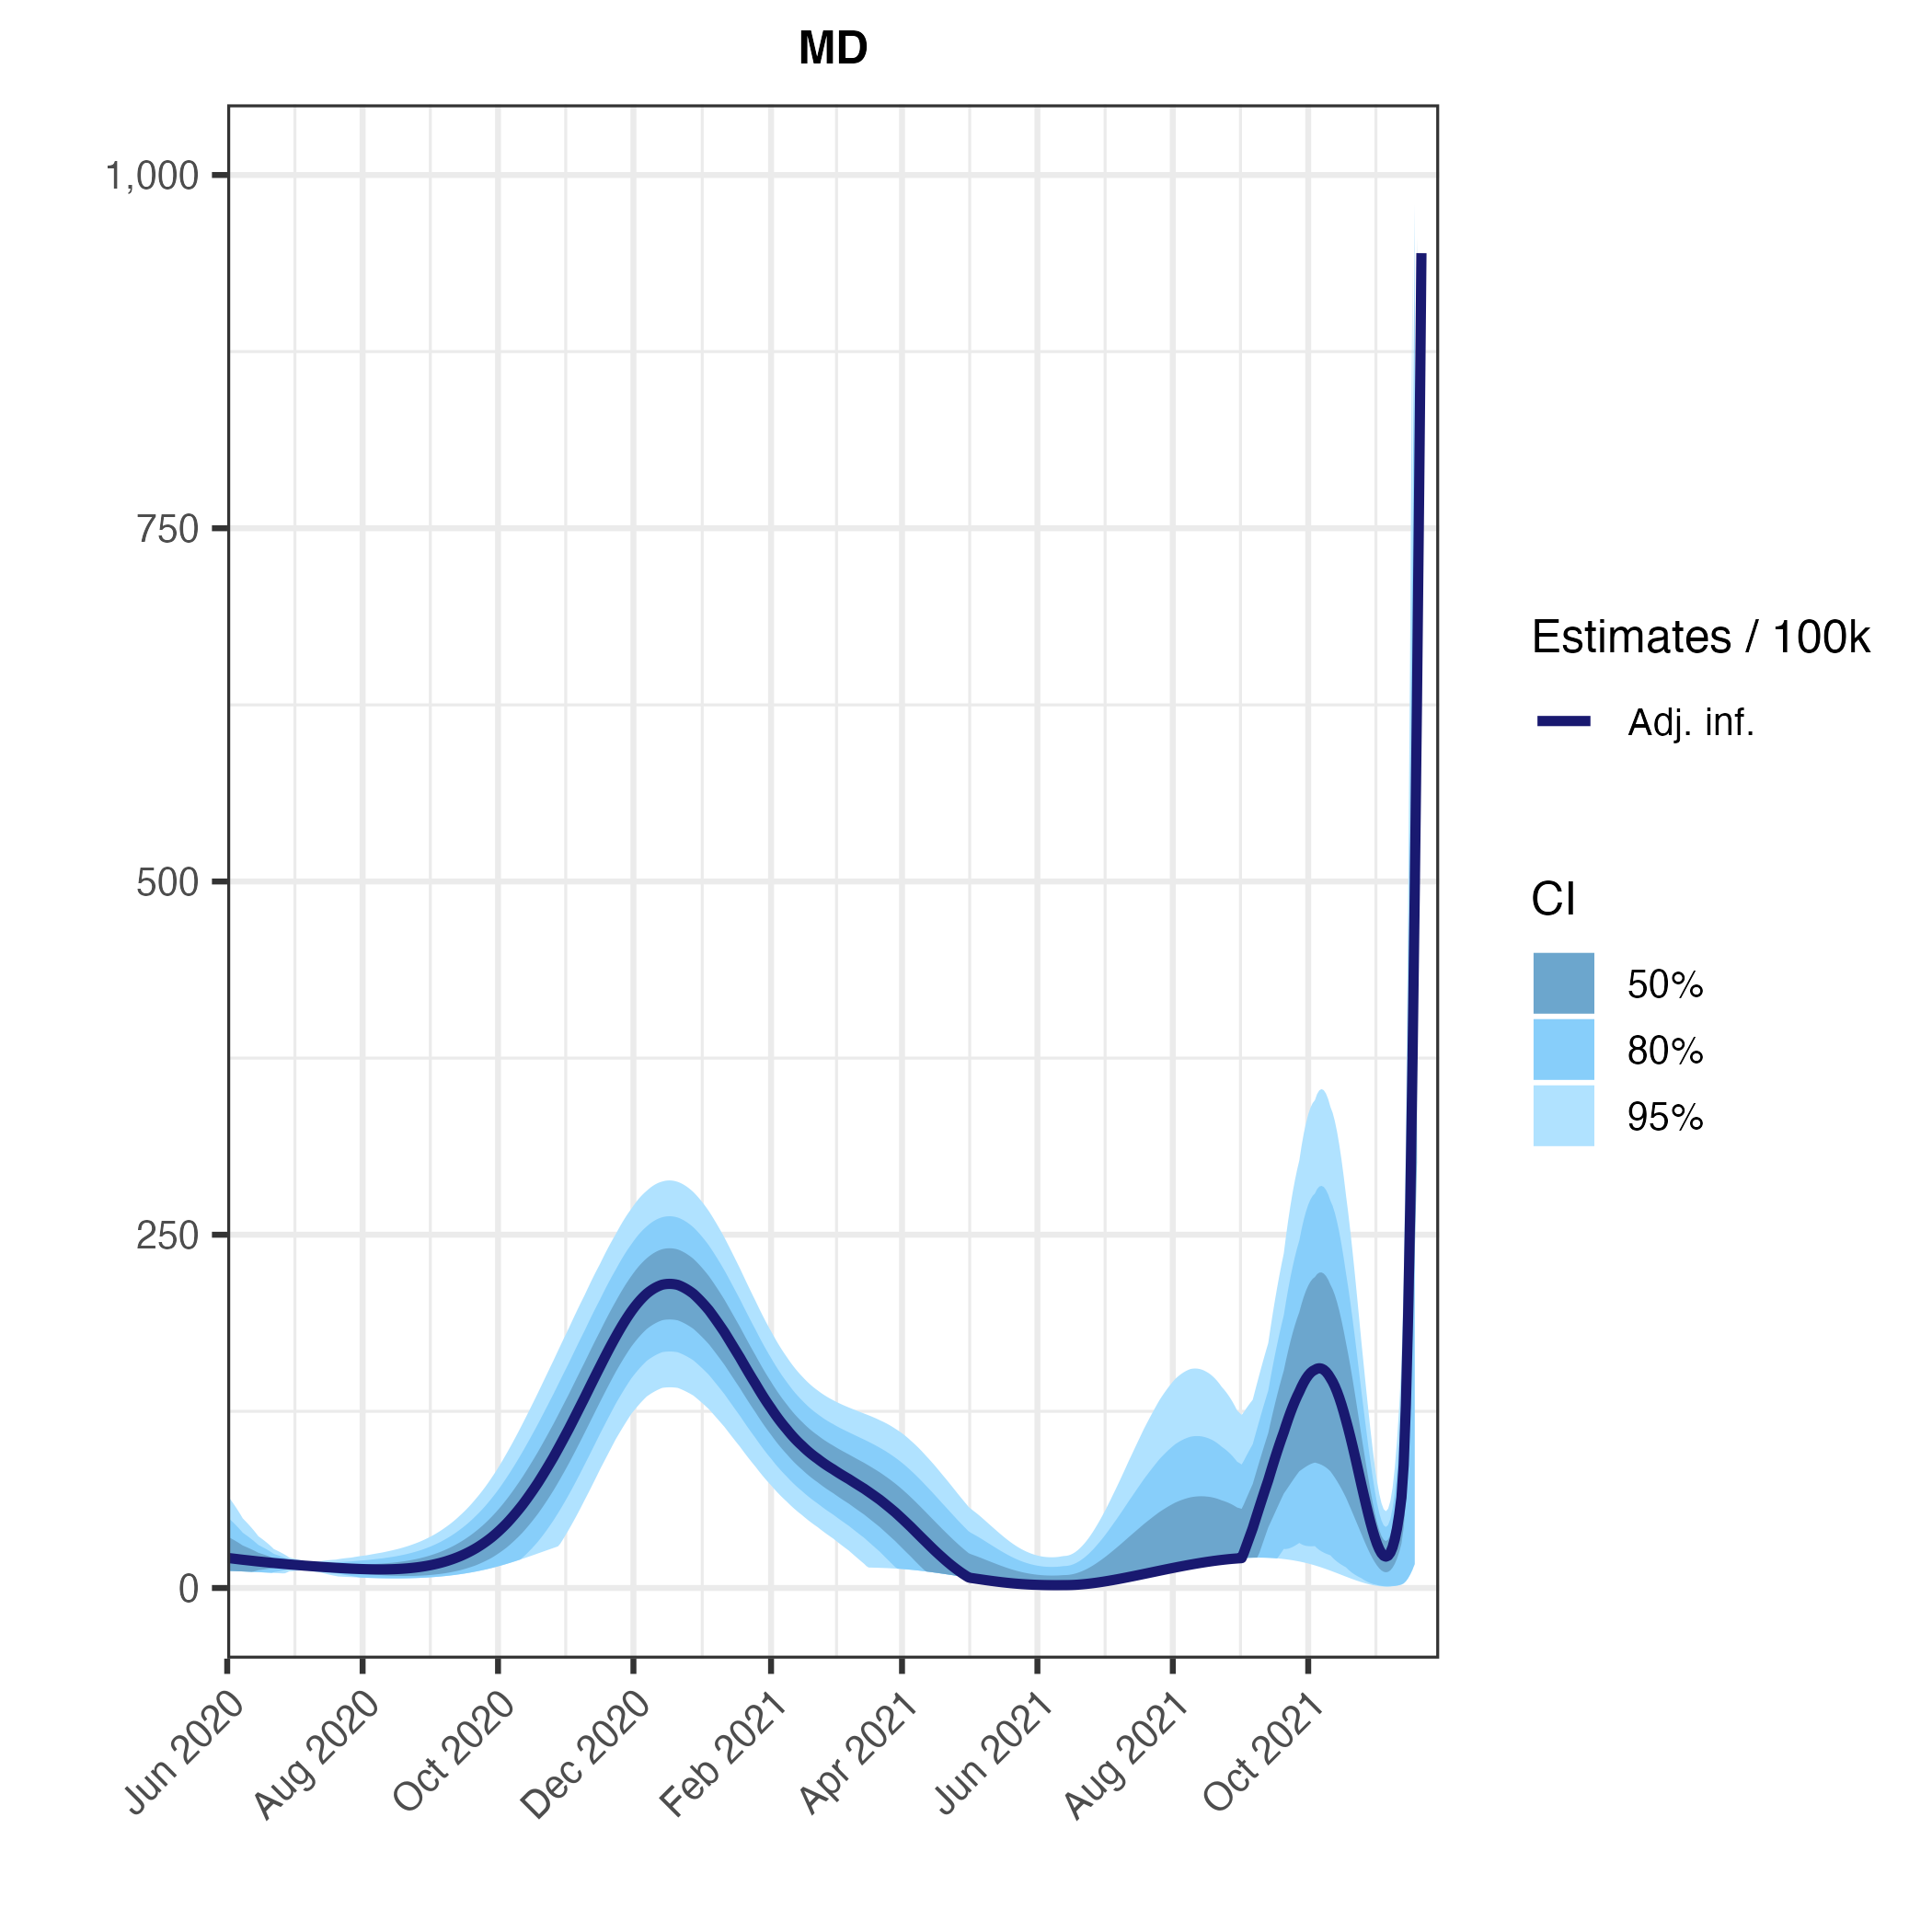 MD
1,000
750
500
250
0
Jun 2020
Aug 2020
Oct 2020
Dec 2020
Feb 2021
Apr 2021
Jun 2021
Aug 2021
Oct 2021
Estimates / 100k
Adj. inf.
CI
50%
80%
95%